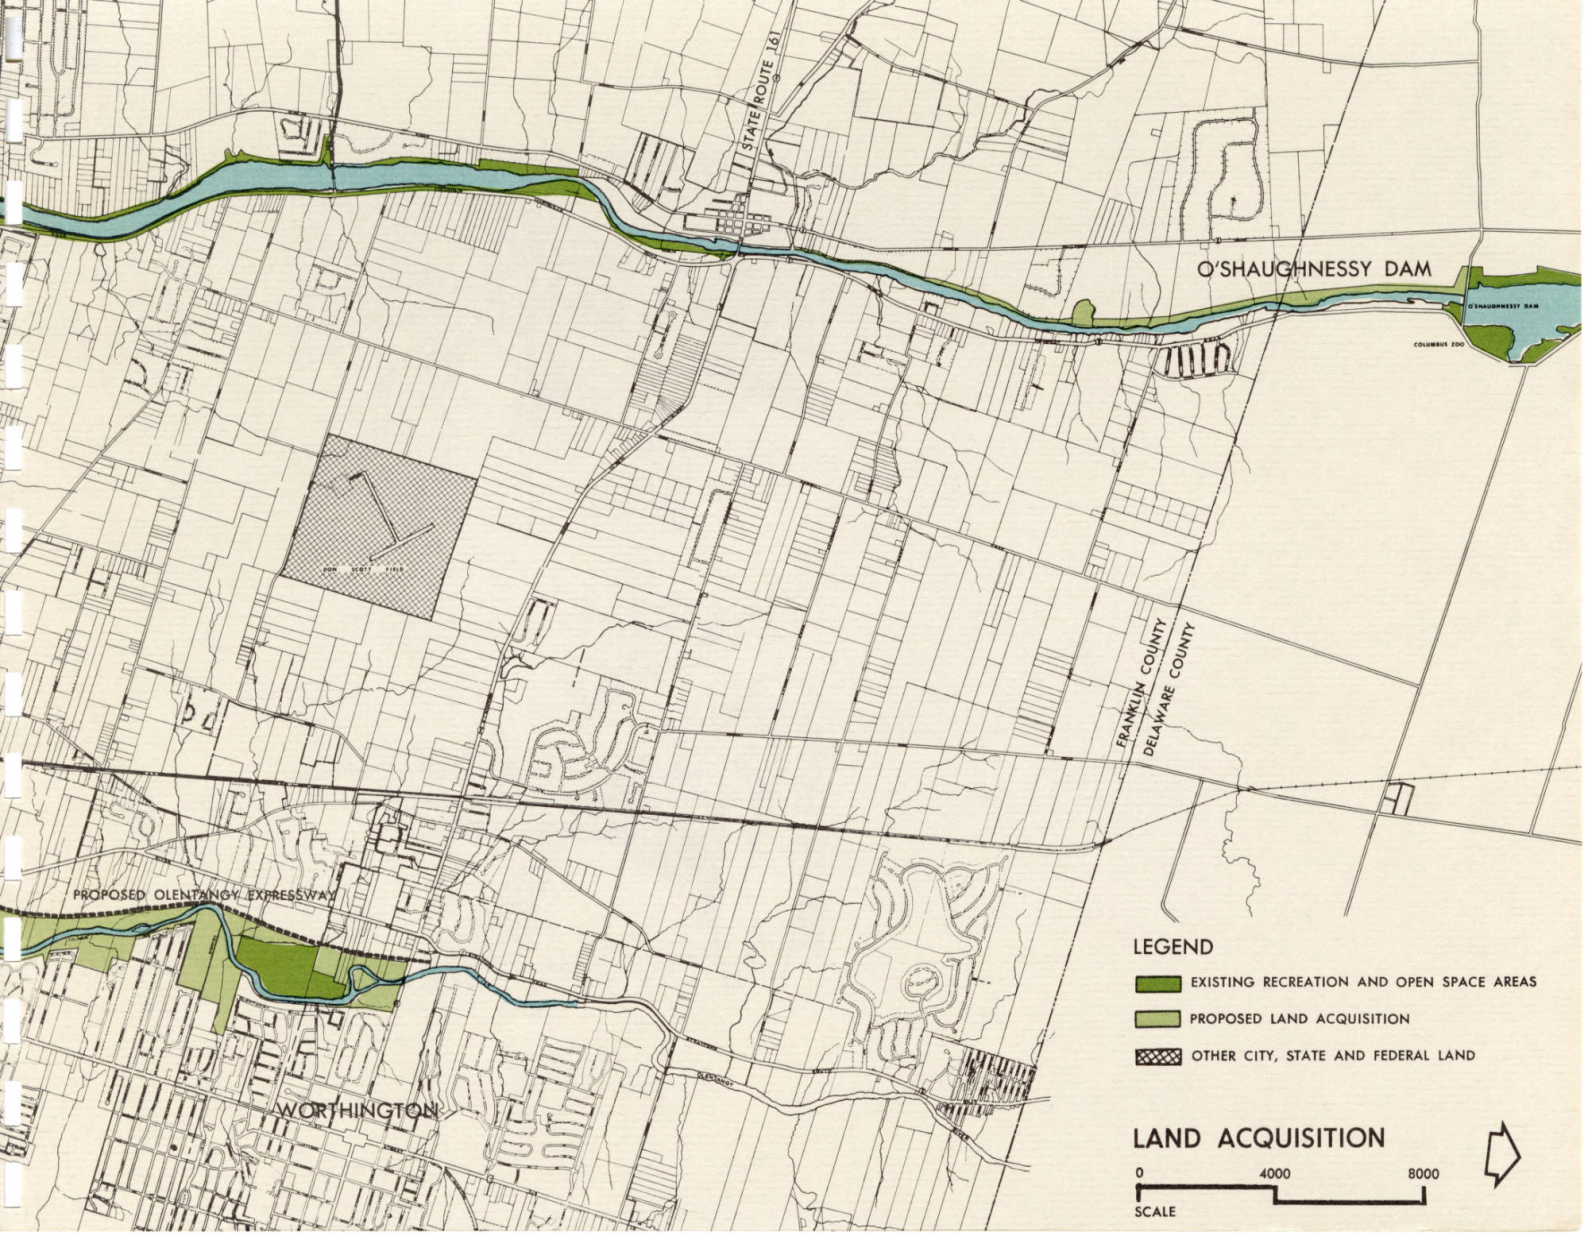 STATE ROUTE 161
O'SHAUGHNESSY DAM
O'SHAUGHNESSY DAM
COLUMBUS ZOO
DON SCOTT FIELD
FRANKLIN COUNTY
DELAWARE COUNTY
PROPOSED OLENTANGY EXPRESSWAY
OLENTANGY
RIVER
WORTHINGTON
LEGEND
EXISTING RECREATION AND OPEN SPACE AREAS
PROPOSED LAND ACQUISITION
OTHER CITY, STATE AND FEDERAL LAND
LAND ACQUISITION
0 4000 8000
SCALE